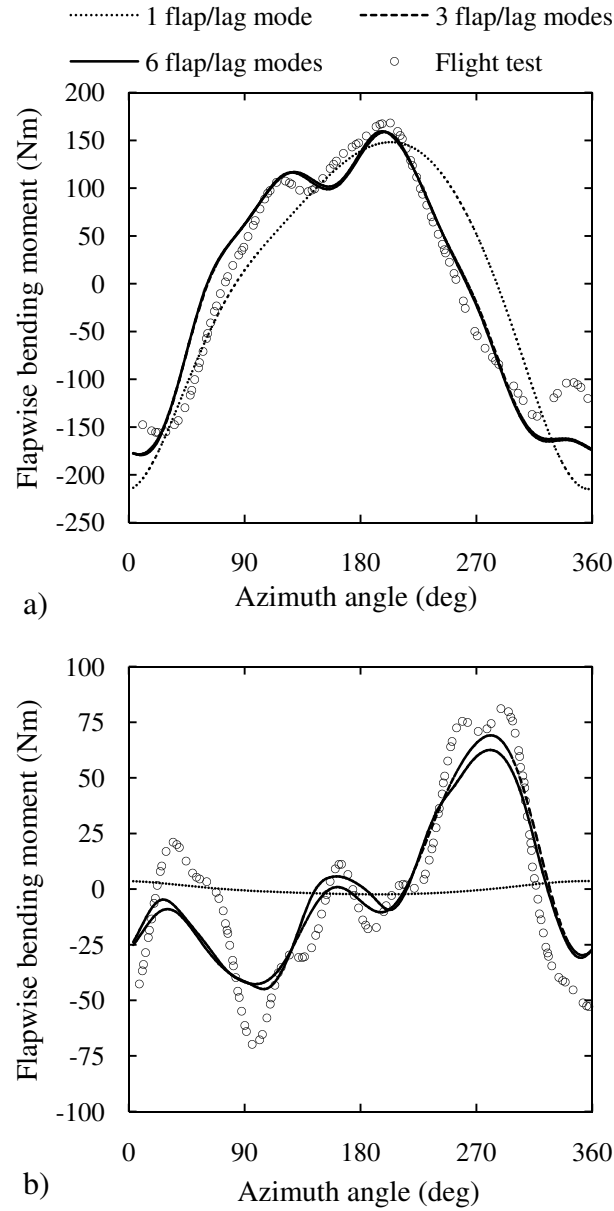 1 flap/lag mode 3 flap/lag modes
6 flap/lag modes Flight test
200
150
100
50
0
-50
-100
-150
-200
-250
Flapwise bending moment (Nm)
0 90 180 270 360
Azimuth angle (deg)
a)
100
75
50
25
0
-25
-50
-75
-100
Flapwise bending moment (Nm)
0 90 180 270 360
Azimuth angle (deg)
b)